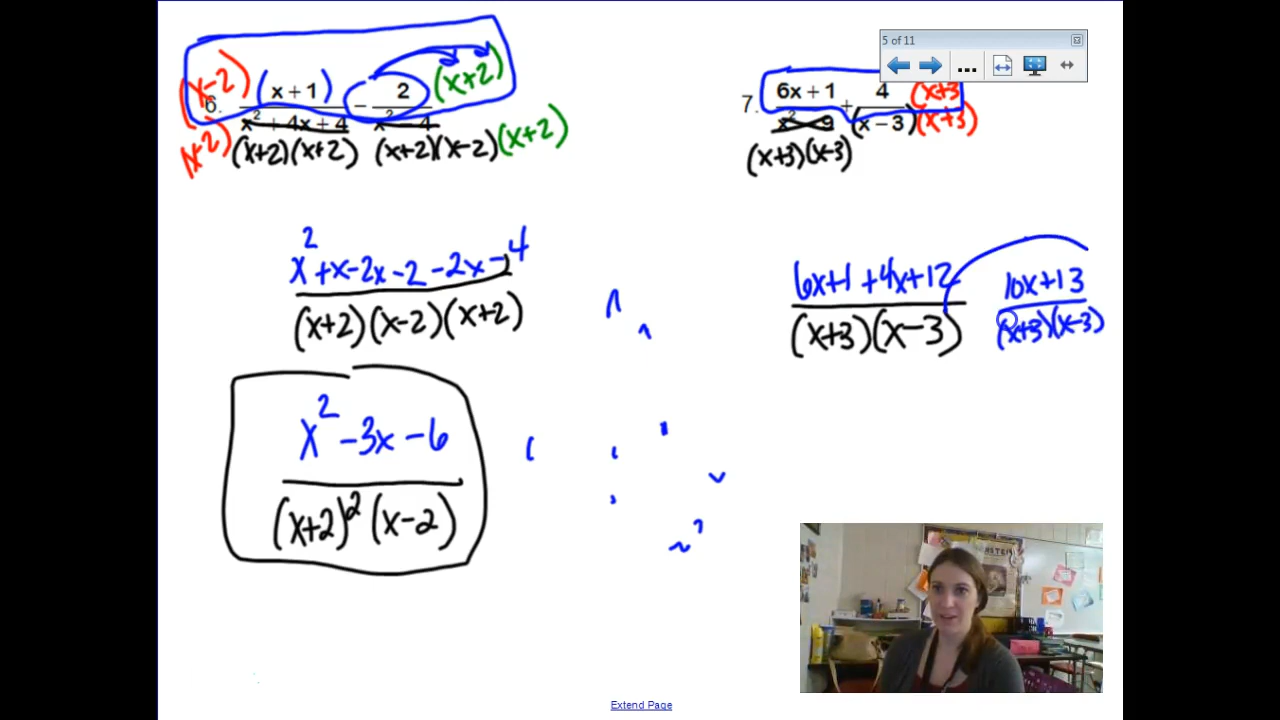 5 of 11
(x-2) (x+1) - 2 (x+2)
6. x² + 4x + 4 x² - 4
(x-2) (x+2)(x+2) (x+2)(x-2) (x+2)
7. 6x + 1 + 4 (x+3
x² - 9 (x - 3) (x+3)
(x+3)(x-3)
x²+x-2x-2-2x-4
(x+2)(x-2)(x+2)
x²-3x-6
(x+2)²(x-2)
6x+1+4x+12
(x+3)(x-3)
10x+13
(x+3)(x-3)
Extend Page